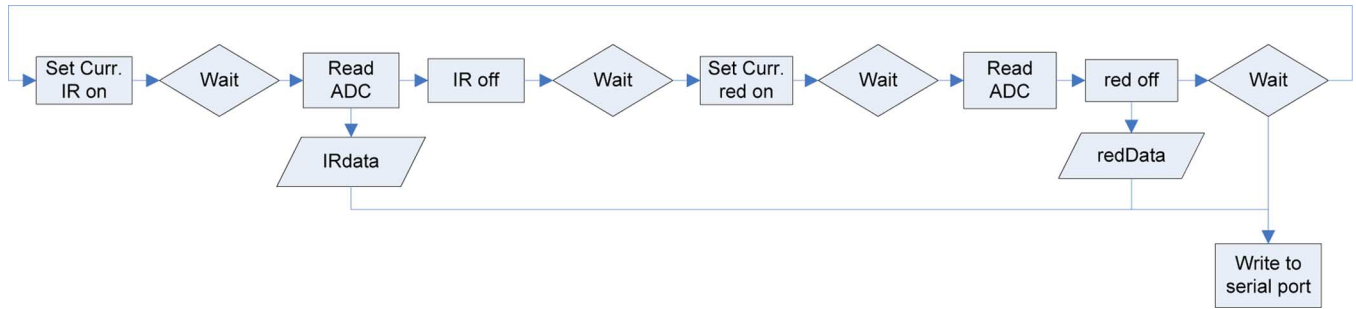 Set Curr.
IR on
Wait
Read
ADC
IR off
Wait
Set Curr.
red on
Wait
Read
ADC
red off
Wait
IRdata
redData
Write to
serial port